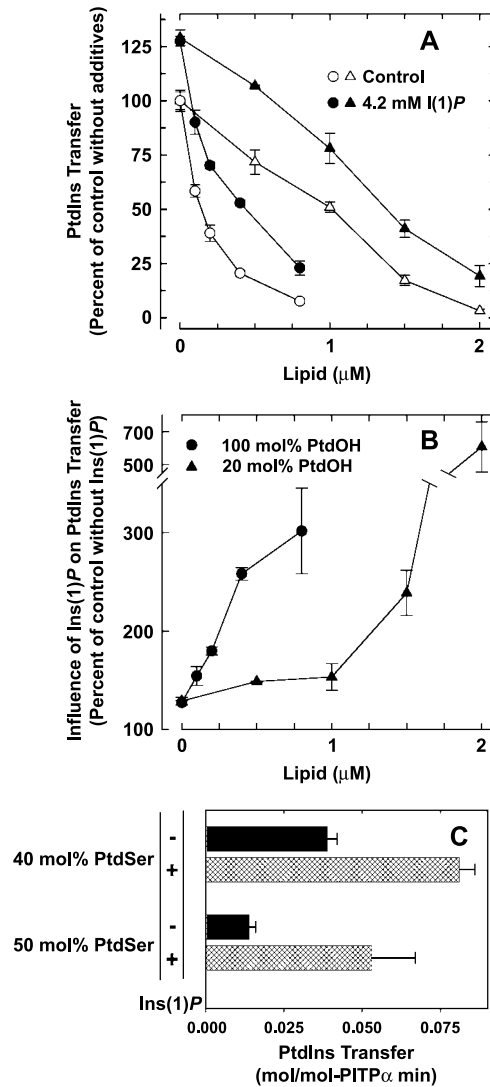 A
Control
4.2 mM I(1)P
PtdIns Transfer
(Percent of control without additives)
125
100
75
50
25
0
0 1 2
Lipid (μM)
B
100 mol% PtdOH
20 mol% PtdOH
Influence of Ins(1)P on PtdIns Transfer
(Percent of control without Ins(1)P)
700
500
300
200
100
0 1 2
Lipid (μM)
C
40 mol% PtdSer
-
+
50 mol% PtdSer
-
+
Ins(1)P
0.000 0.025 0.050 0.075
PtdIns Transfer
(mol/mol-PITPα min)